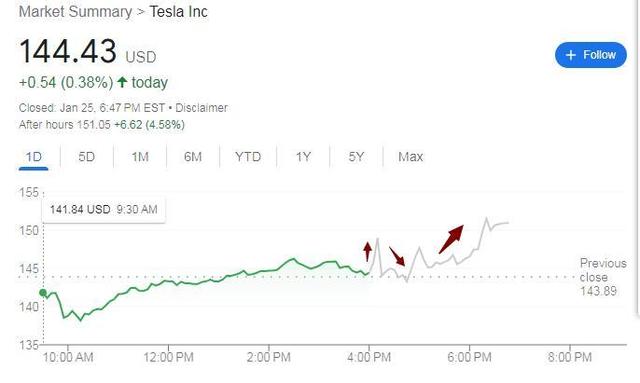 Market Summary > Tesla Inc
144.43 USD
+ Follow
+0.54 (0.38%) ↑ today
Closed: Jan 25, 6:47 PM EST • Disclaimer
After hours 151.05 +6.62 (4.58%)
1D 5D 1M 6M YTD 1Y 5Y Max
155
141.84 USD 9:30 AM
150
145
Previous
close
143.89
140
135
10:00 AM 12:00 PM 2:00 PM 4:00 PM 6:00 PM 8:00 PM